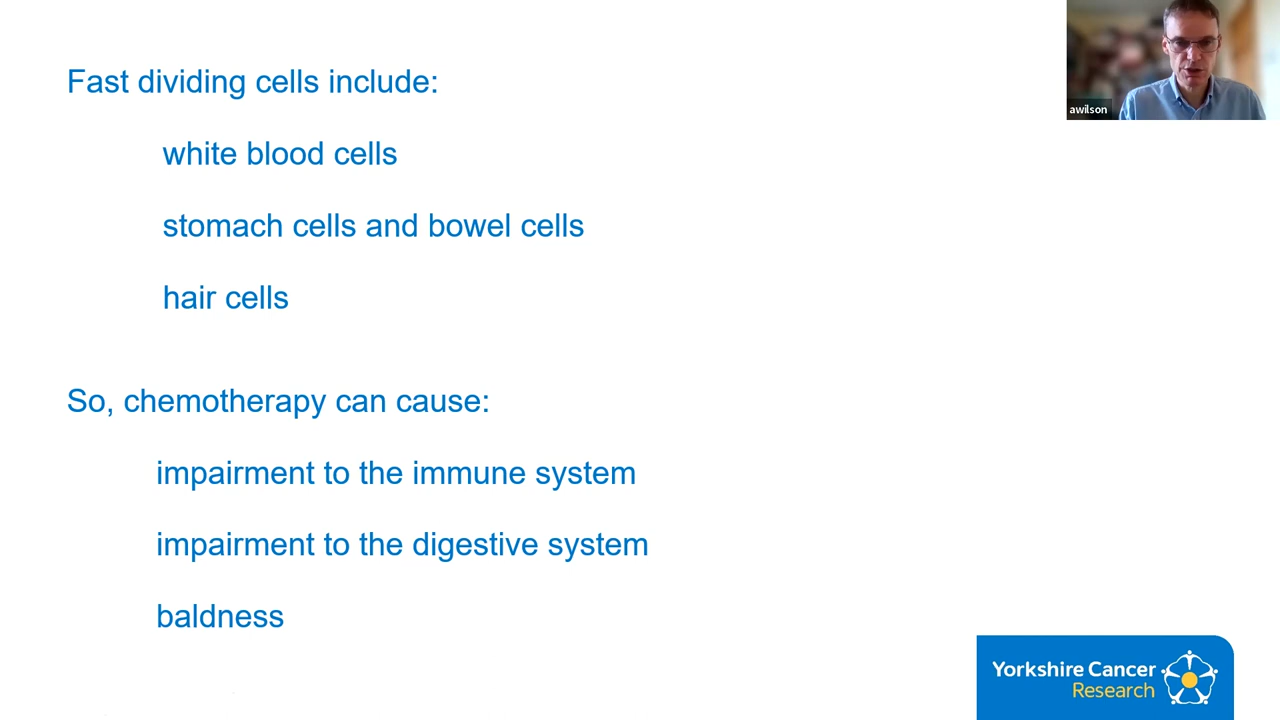 Fast dividing cells include:
white blood cells
stomach cells and bowel cells
hair cells
So, chemotherapy can cause:
impairment to the immune system
impairment to the digestive system
baldness
awilson
Yorkshire Cancer
Research